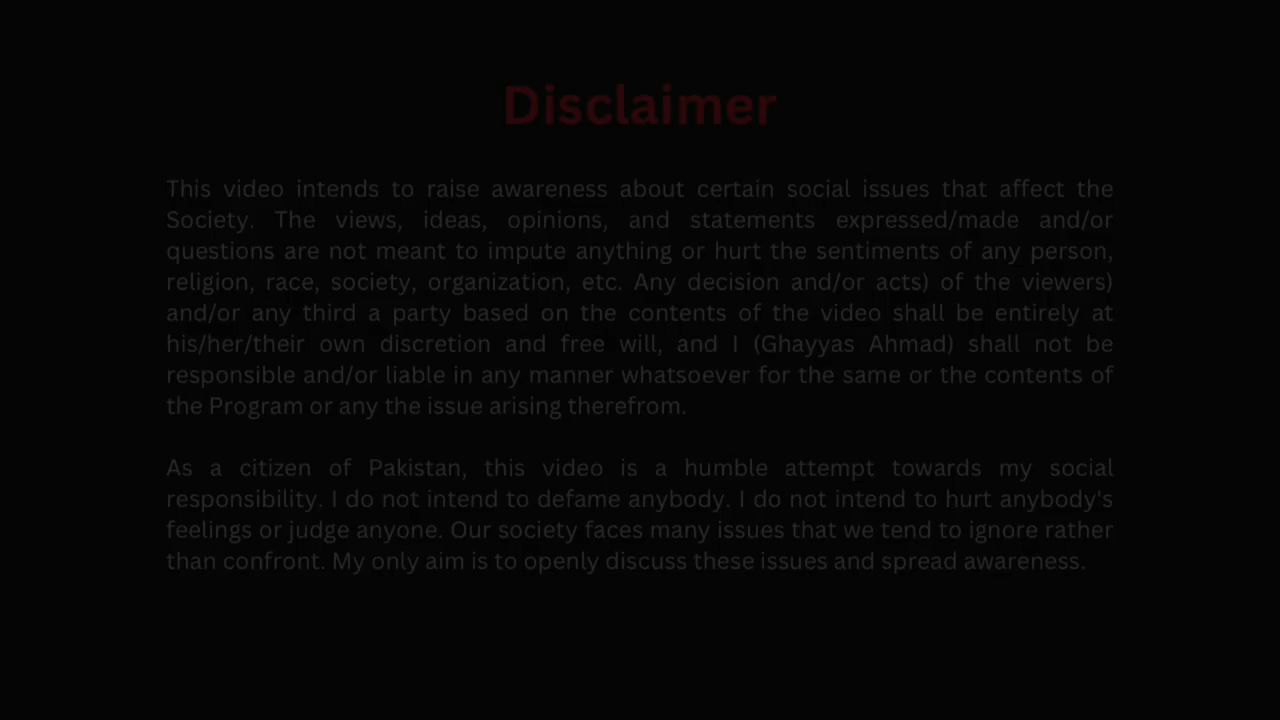 Disclaimer
This video intends to raise awareness about certain social issues that affect the
Society. The views, ideas, opinions, and statements expressed/made and/or
questions are not meant to impute anything or hurt the sentiments of any person,
religion, race, society, organization, etc. Any decision and/or acts) of the viewers)
and/or any third a party based on the contents of the video shall be entirely at
his/her/their own discretion and free will, and I (Ghayyas Ahmad) shall not be
responsible and/or liable in any manner whatsoever for the same or the contents of
the Program or any the issue arising therefrom.
As a citizen of Pakistan, this video is a humble attempt towards my social
responsibility. I do not intend to defame anybody. I do not intend to hurt anybody's
feelings or judge anyone. Our society faces many issues that we tend to ignore rather
than confront. My only aim is to openly discuss these issues and spread awareness.